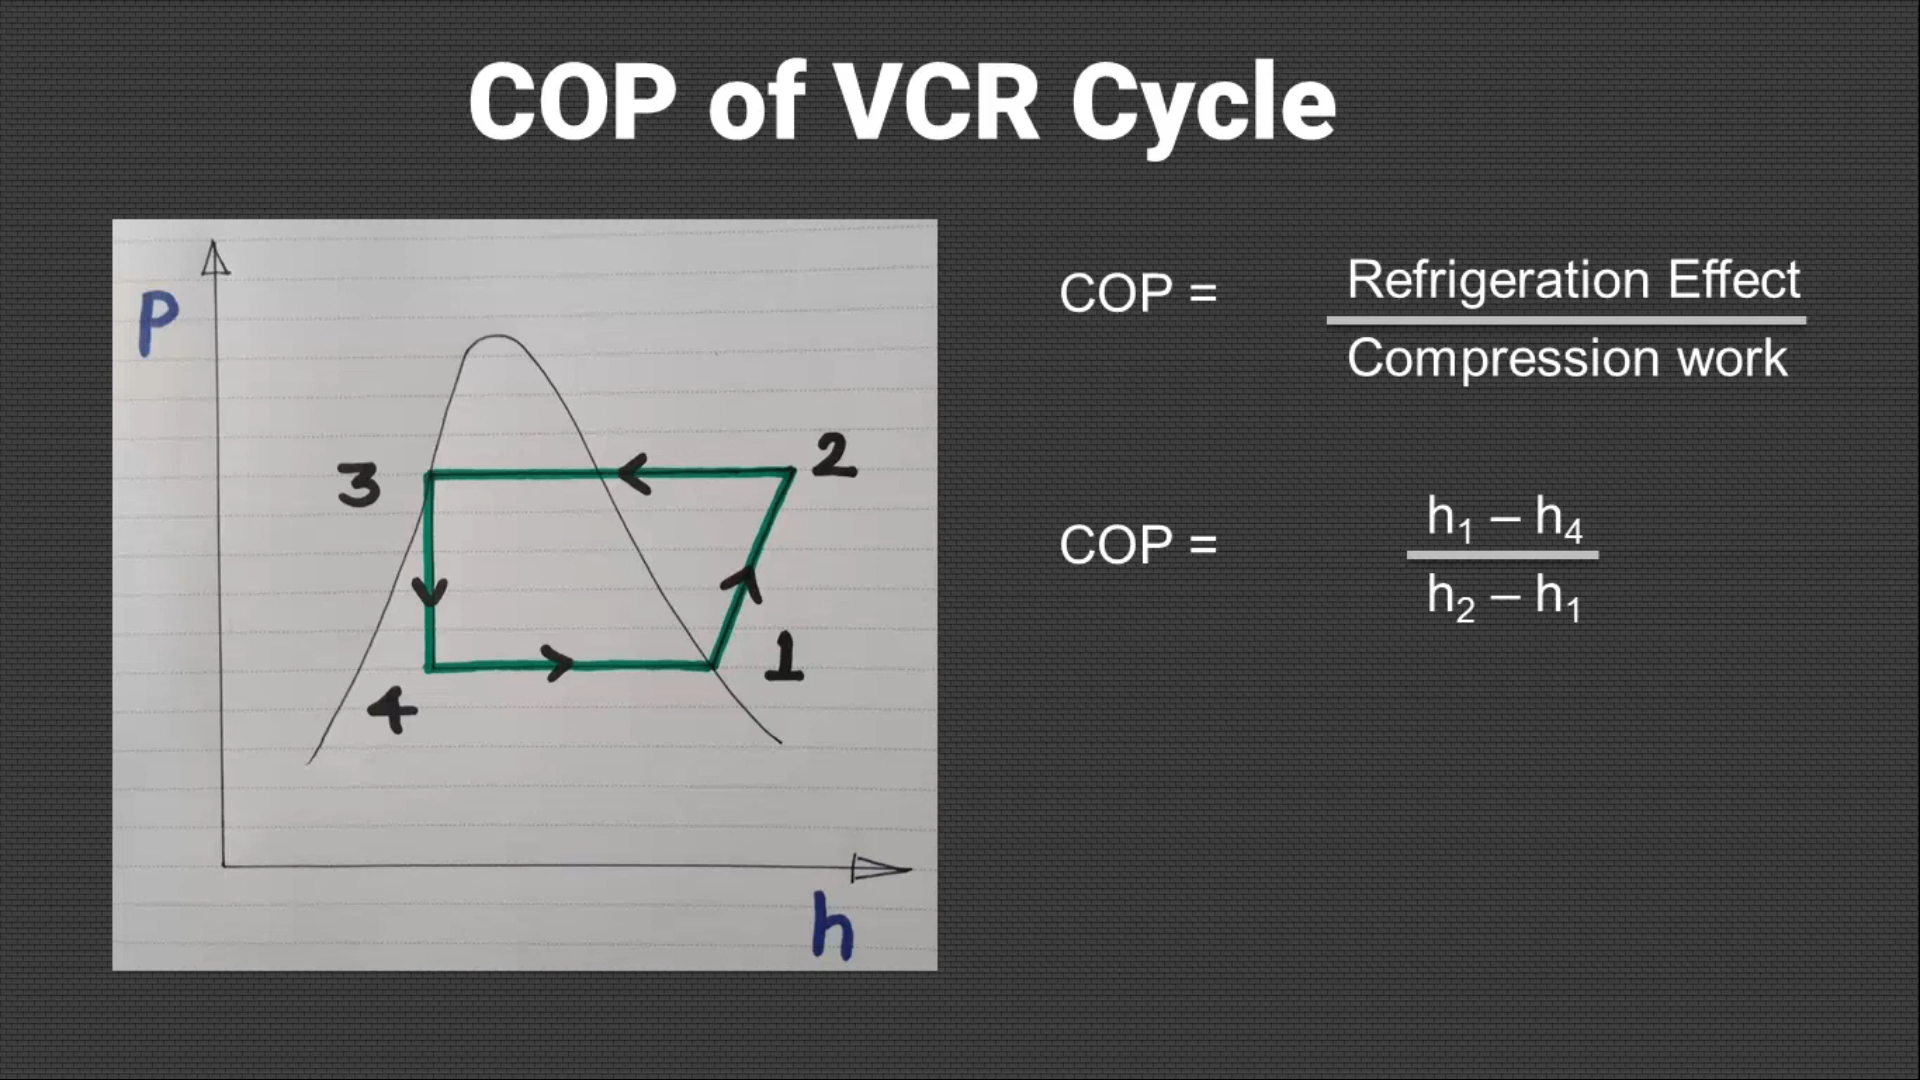 COP of VCR Cycle
P
3
2
1
4
h
COP =
Refrigeration Effect
Compression work
COP =
h₁ – h₄
h₂ – h₁